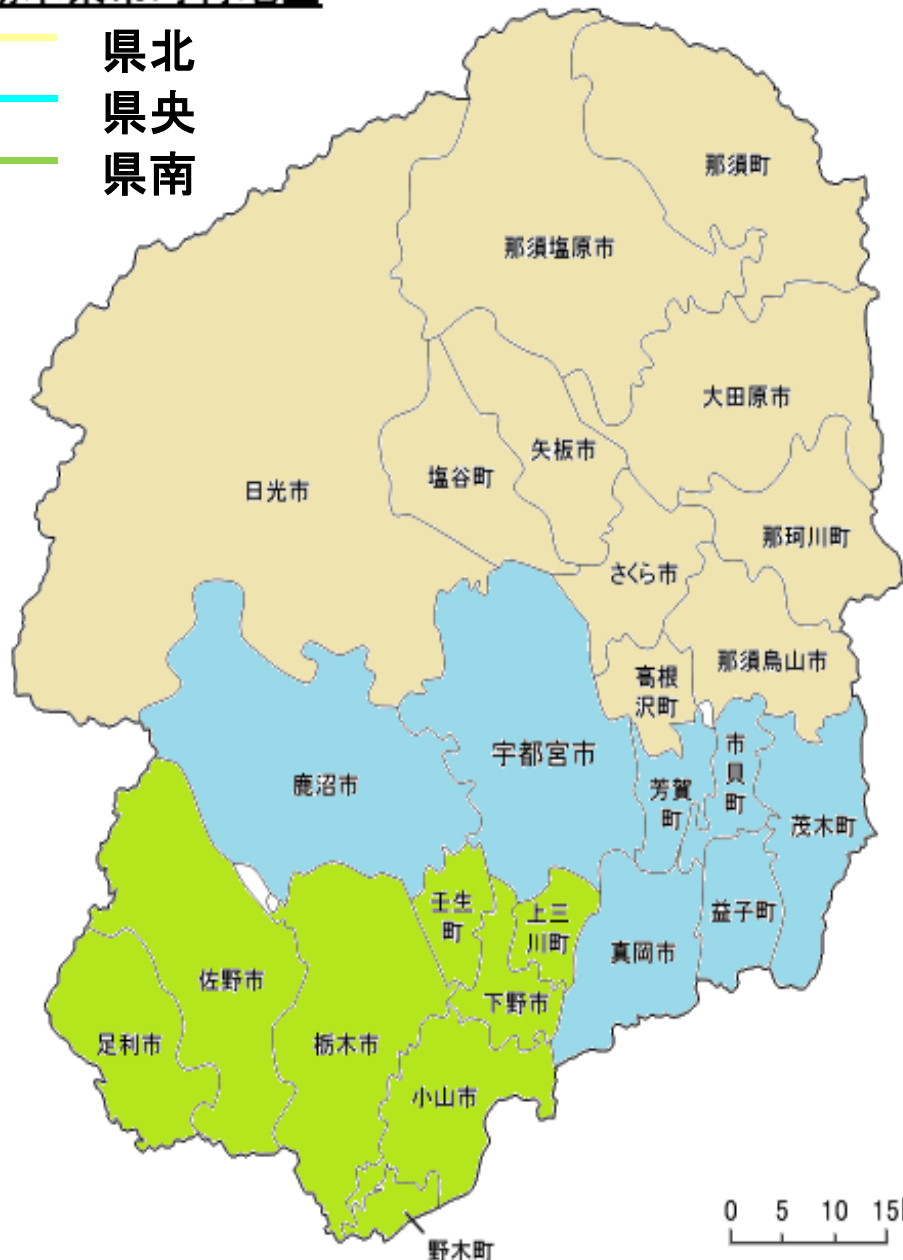 県北
県央
県南
那須町
那須塩原市
大田原市
矢板市
塩谷町
日光市
那珂川町
さくら市
那須烏山市
高根
沢町
宇都宮市
市
貝
町
鹿沼市
芳賀
町
茂木町
壬生
町
上三
川町
益子町
真岡市
佐野市
下野市
足利市
栃木市
小山市
野木町
0 5 10 15